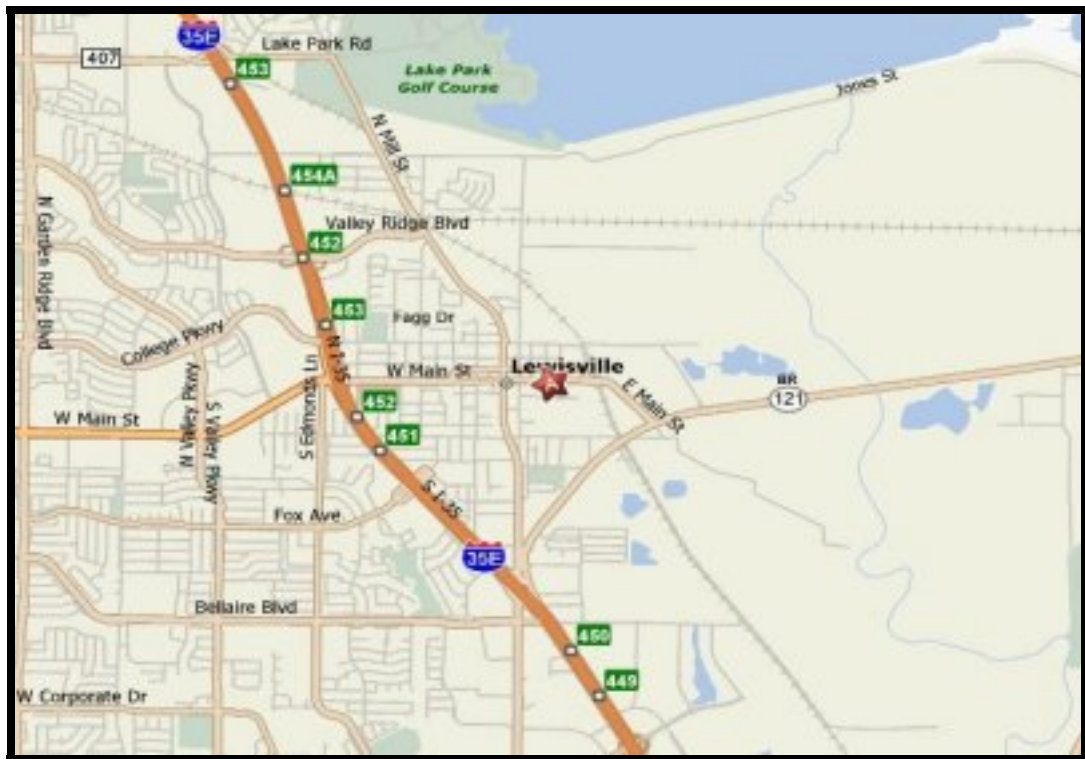 35E
Lake Park Rd
407
453
Lake Park
Golf Course
Jones St
N Mill St
454A
N Garden Ridge Blvd
Valley Ridge Blvd
452
453
Fagg Dr
College Pkwy
N I-35
Lewisville
W Main St
A
E Main St
BR
121
S Edmonds Ln
N Valley Pkwy
S Valley Pkwy
W Main St
452
451
S I-35
Fox Ave
35E
Bellaire Blvd
450
449
W Corporate Dr